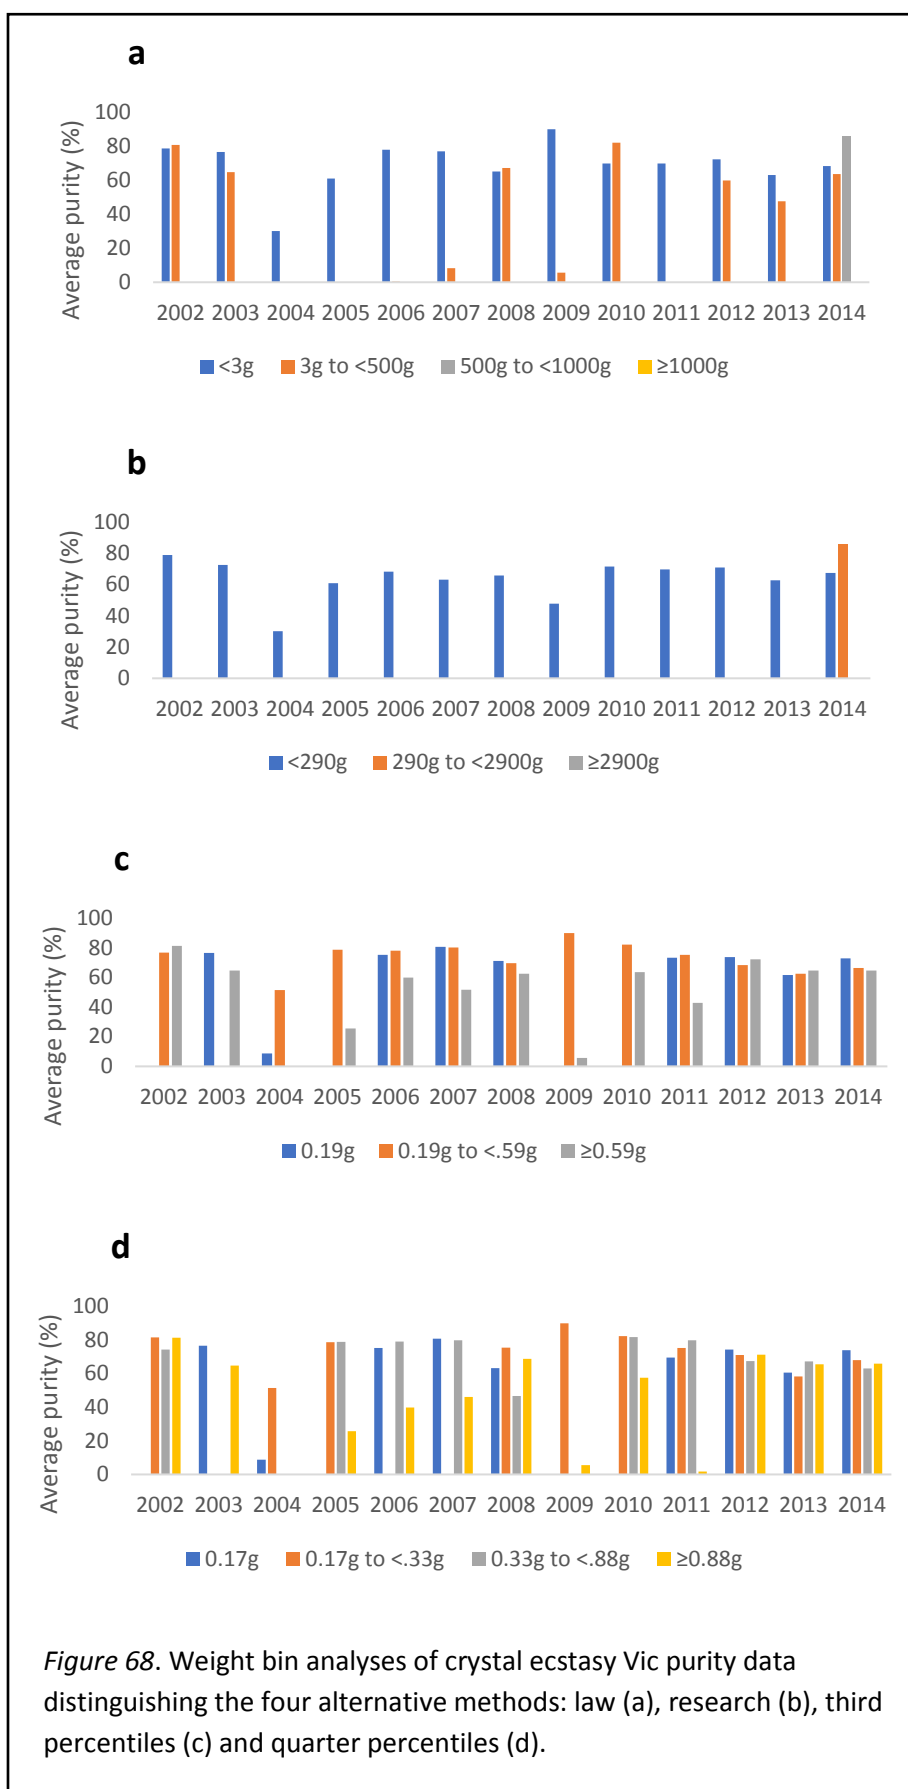 a
Average purity (%)
100
80
60
40
20
0
2002 2003 2004 2005 2006 2007 2008 2009 2010 2011 2012 2013 2014
<3g 3g to <500g 500g to <1000g ≥1000g
b
Average purity (%)
100
80
60
40
20
0
2002 2003 2004 2005 2006 2007 2008 2009 2010 2011 2012 2013 2014
<290g 290g to <2900g ≥2900g
c
Average purity (%)
100
80
60
40
20
0
2002 2003 2004 2005 2006 2007 2008 2009 2010 2011 2012 2013 2014
0.19g 0.19g to <.59g ≥0.59g
d
Average purity (%)
100
80
60
40
20
0
2002 2003 2004 2005 2006 2007 2008 2009 2010 2011 2012 2013 2014
0.17g 0.17g to <.33g 0.33g to <.88g ≥0.88g
Figure 68. Weight bin analyses of crystal ecstasy Vic purity data
distinguishing the four alternative methods: law (a), research (b), third
percentiles (c) and quarter percentiles (d).